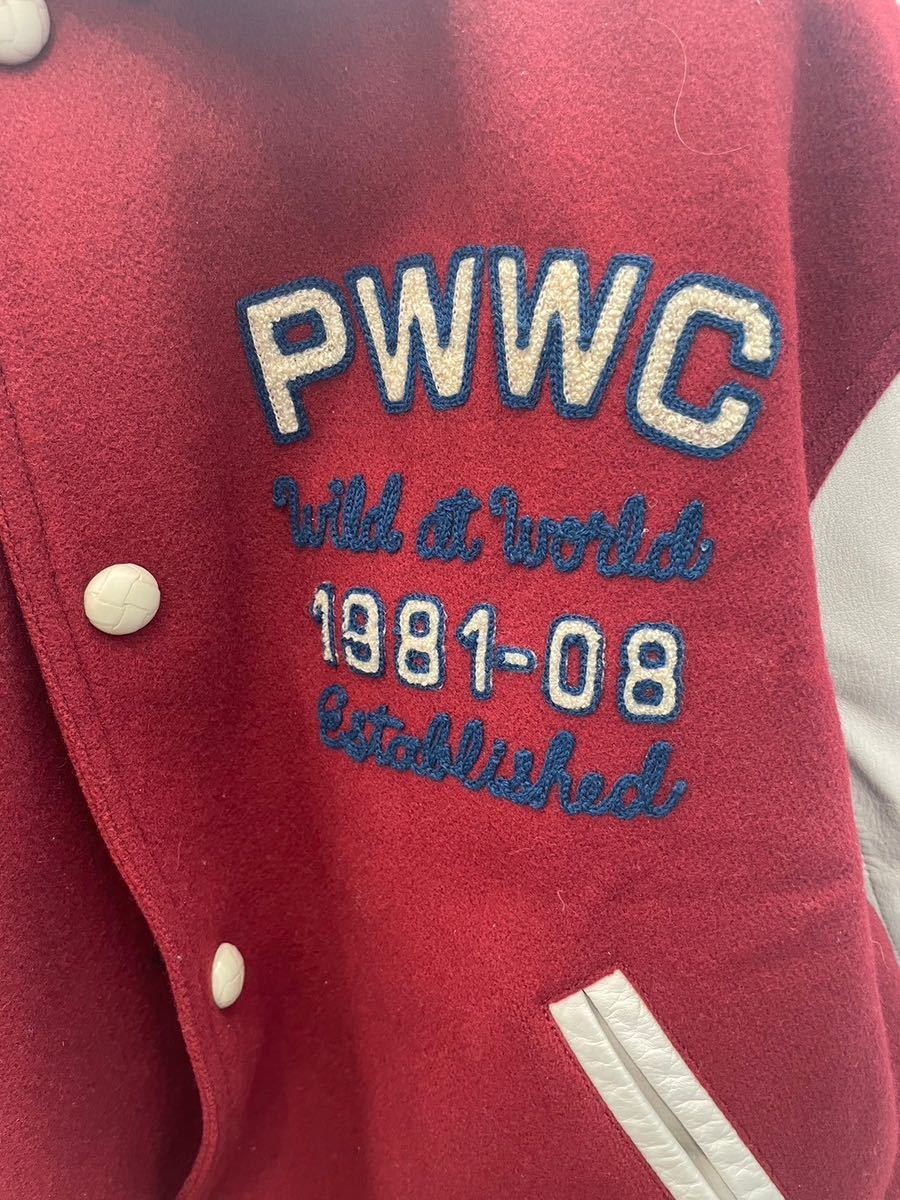 PWWC
Wild at World
1981-08
Established